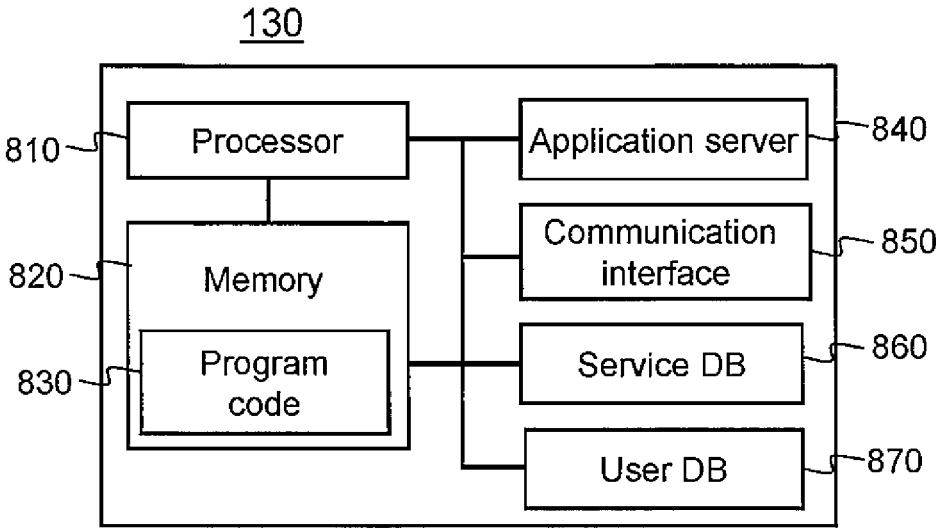 130
810
Processor
Application server
840
Communication
interface
850
820
Memory
830
Program
code
Service DB
860
User DB
870